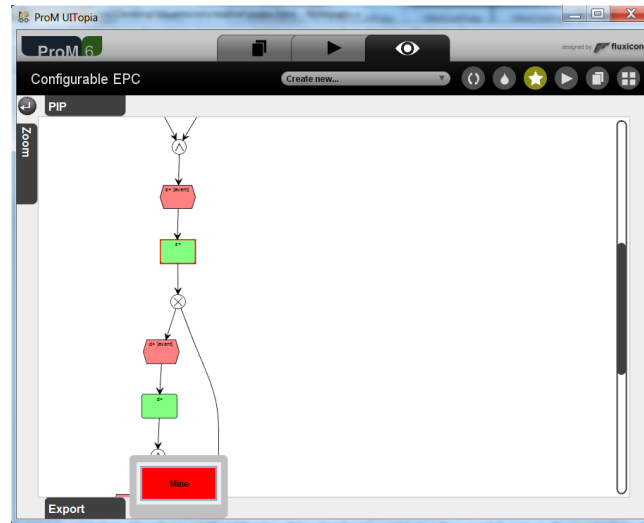 ProM UITopia
ProM 6
designed by fluxicon
Configurable EPC
Create new...
PIP
Zoom
Mine
Export